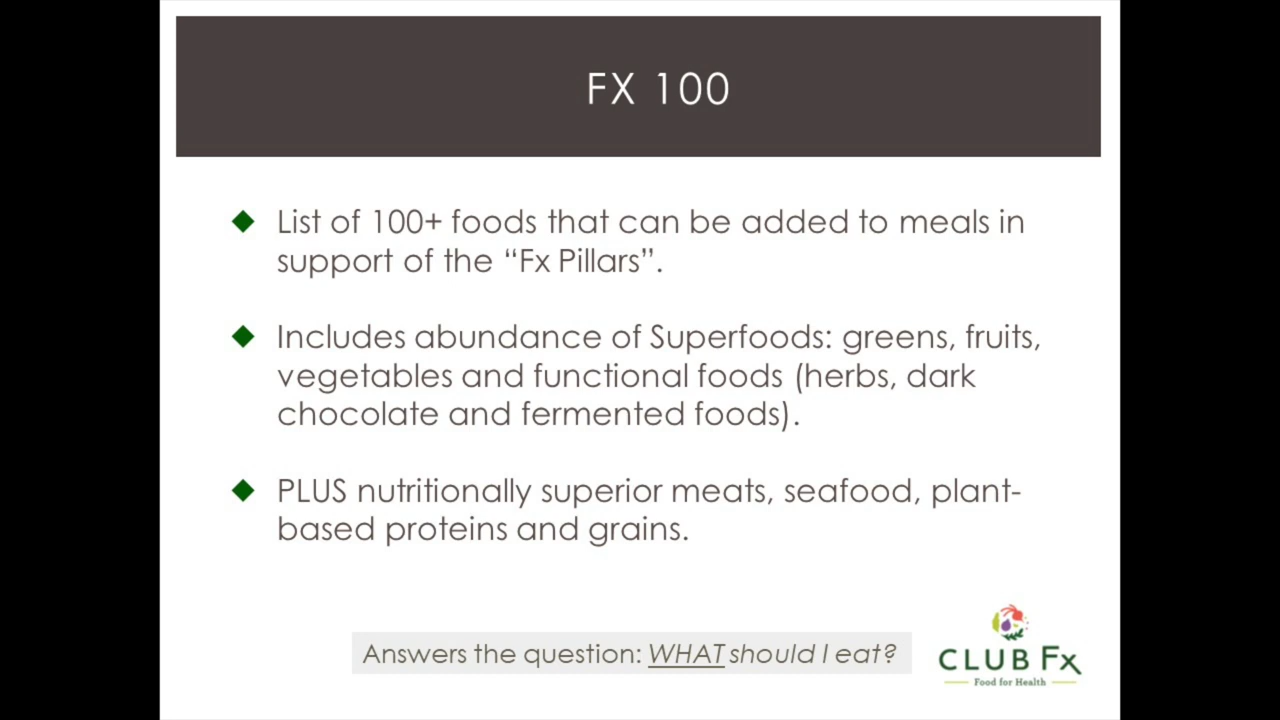 FX 100
List of 100+ foods that can be added to meals in
support of the “Fx Pillars”.
Includes abundance of Superfoods: greens, fruits,
vegetables and functional foods (herbs, dark
chocolate and fermented foods).
PLUS nutritionally superior meats, seafood, plant-
based proteins and grains.
Answers the question: WHAT should I eat?
CLUB Fx
Food for Health